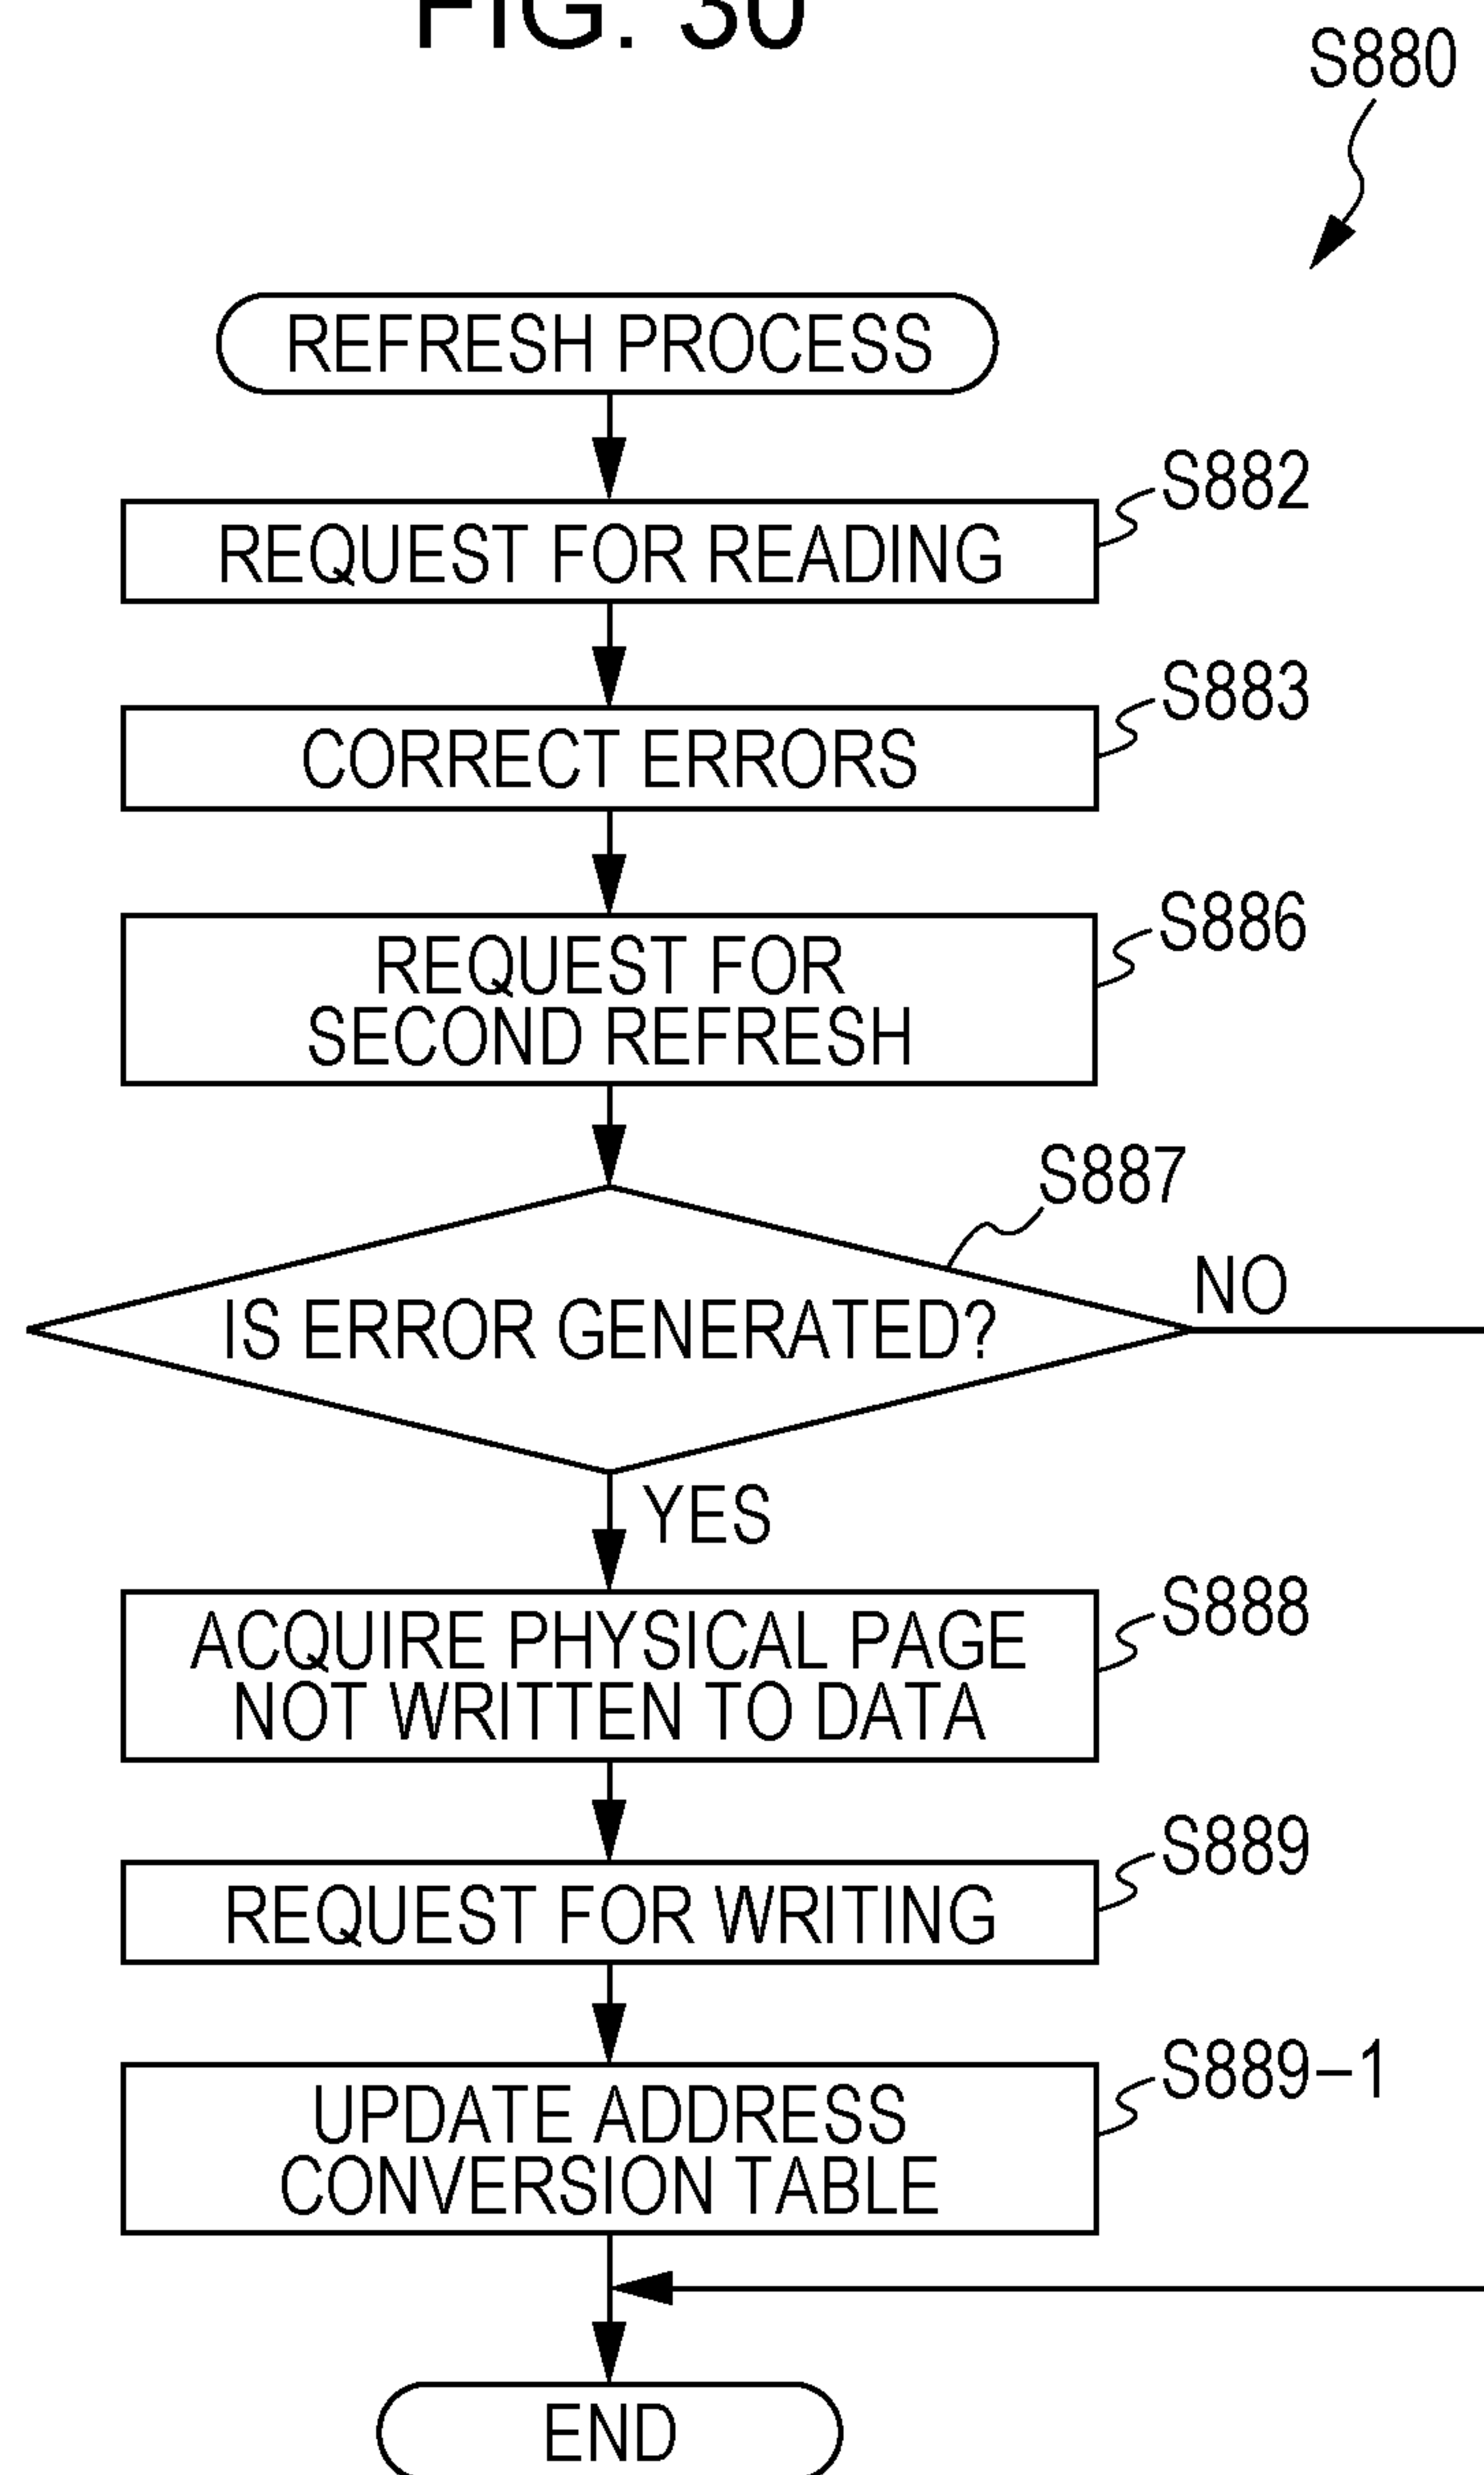 FIG. 30
S880
REFRESH PROCESS
S882
REQUEST FOR READING
S883
CORRECT ERRORS
S886
REQUEST FOR
SECOND REFRESH
S887
IS ERROR GENERATED?
NO
YES
S888
ACQUIRE PHYSICAL PAGE
NOT WRITTEN TO DATA
S889
REQUEST FOR WRITING
S889-1
UPDATE ADDRESS
CONVERSION TABLE
END